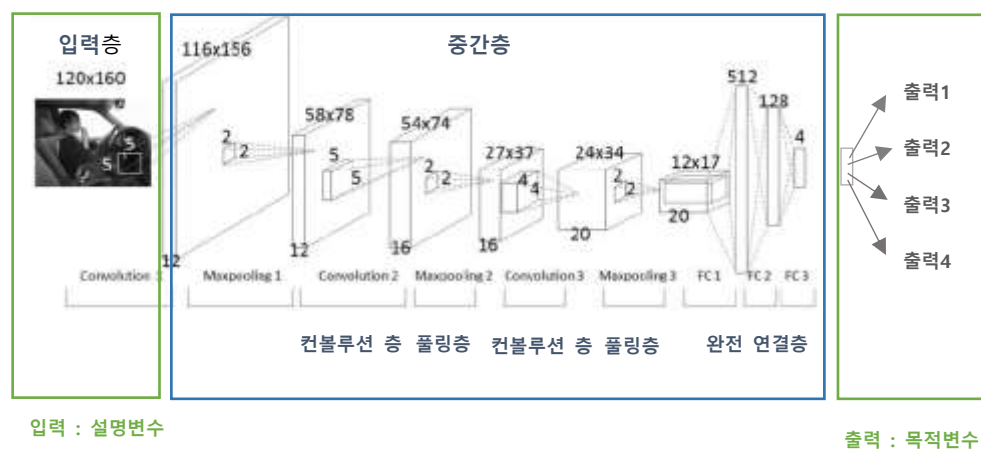 입력층
중간층
120x160
116x156
58x78
54x74
27x37
24x34
12x17
512
128
4
5
5
2
2
5
5
2
2
4
4
2
2
12
12
16
16
20
20
출력1
출력2
출력3
출력4
Convolution
Maxpooling 1
Convolution 2
Maxpooling 2
Convolution 3
Maxpooling 3
FC 1
FC 2
FC 3
컨볼루션 층 풀링층 컨볼루션 층 풀링층 완전 연결층
입력 : 설명변수
출력 : 목적변수